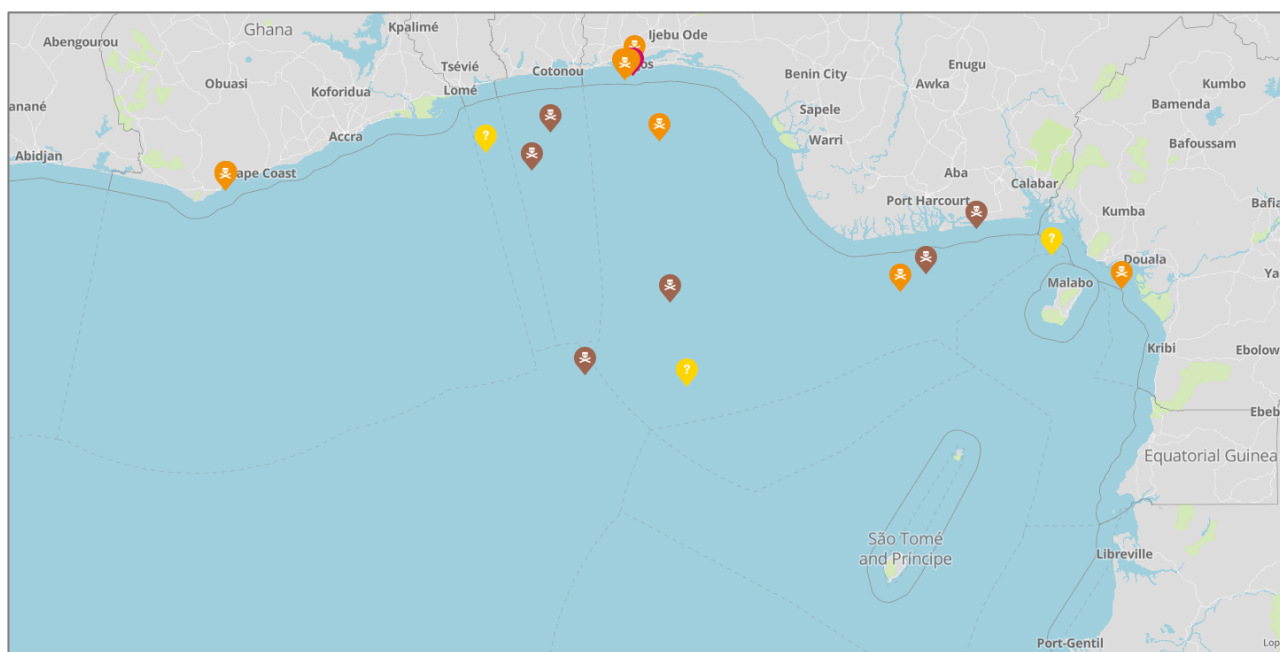 Ghana
Kpalimé
Abengourou
Ijebu Ode
Tsévié
Cotonou
Enugu
Benin City
Kumbo
Obuasi
Koforidua
Lomé
Awka
Bamenda
anané
Sapele
Accra
Warri
Bafoussam
Abidjan
ape Coast
Aba
Calabar
Port Harcourt
Kumba
Bafia
Douala
Ya
Malabo
Kribi
Ebolow
Ebeb
Equatorial Guinea
São Tomé
and Príncipe
Libreville
Port-Gentil
Lop
?
?
?